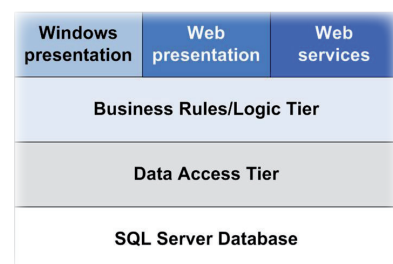 Windows
presentation
Web
presentation
Web
services
Business Rules/Logic Tier
Data Access Tier
SQL Server Database